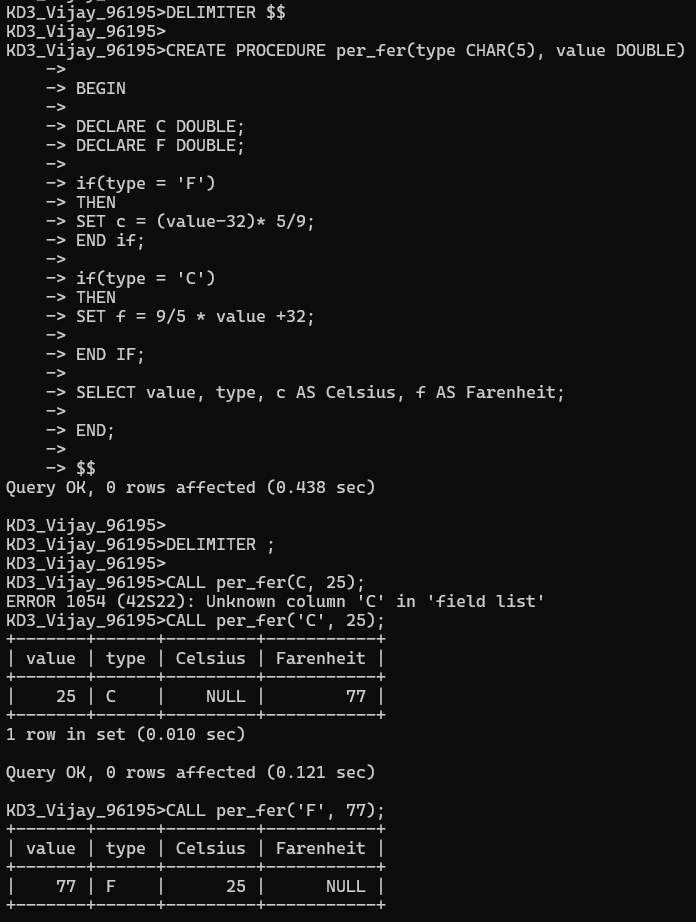 KD3_Vijay_96195>DELIMITER $$
KD3_Vijay_96195>
KD3_Vijay_96195>CREATE PROCEDURE per_fer(type CHAR(5), value DOUBLE)
    ->
    -> BEGIN
    ->
    -> DECLARE C DOUBLE;
    -> DECLARE F DOUBLE;
    ->
    -> if(type = 'F')
    -> THEN
    -> SET c = (value-32)* 5/9;
    -> END if;
    ->
    -> if(type = 'C')
    -> THEN
    -> SET f = 9/5 * value +32;
    ->
    -> END IF;
    ->
    -> SELECT value, type, c AS Celsius, f AS Farenheit;
    ->
    -> END;
    ->
    -> $$
Query OK, 0 rows affected (0.438 sec)

KD3_Vijay_96195>
KD3_Vijay_96195>DELIMITER ;
KD3_Vijay_96195>
KD3_Vijay_96195>CALL per_fer(C, 25);
ERROR 1054 (42S22): Unknown column 'C' in 'field list'
KD3_Vijay_96195>CALL per_fer('C', 25);
+-------+------+---------+-----------+
| value | type | Celsius | Farenheit |
+-------+------+---------+-----------+
|    25 | C    |    NULL |        77 |
+-------+------+---------+-----------+
1 row in set (0.010 sec)

Query OK, 0 rows affected (0.121 sec)

KD3_Vijay_96195>CALL per_fer('F', 77);
+-------+------+---------+-----------+
| value | type | Celsius | Farenheit |
+-------+------+---------+-----------+
|    77 | F    |      25 |      NULL |
+-------+------+---------+-----------+